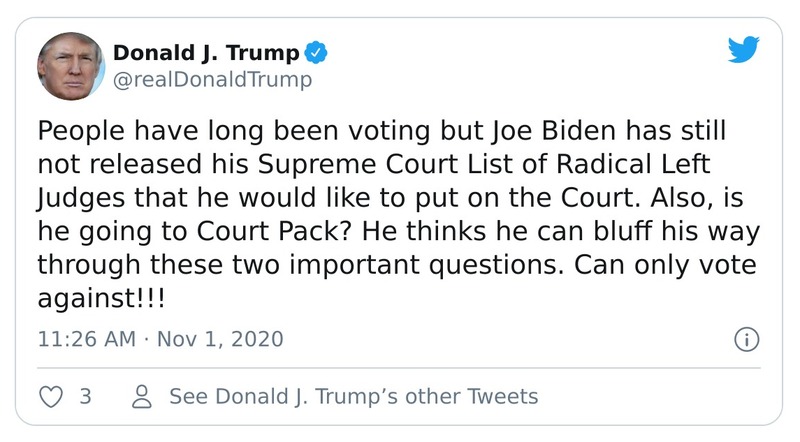 Donald J. Trump
@realDonaldTrump
People have long been voting but Joe Biden has still
not released his Supreme Court List of Radical Left
Judges that he would like to put on the Court. Also, is
he going to Court Pack? He thinks he can bluff his way
through these two important questions. Can only vote
against!!!
11:26 AM · Nov 1, 2020
3 See Donald J. Trump’s other Tweets